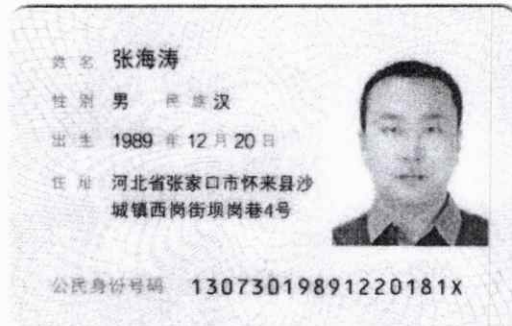 姓名 张海涛
性别 男 民族 汉
出生 1989 年 12 月 20 日
住址 河北省张家口市怀来县沙
城镇西岗街坝岗巷4号
公民身份号码 13073019891220181X